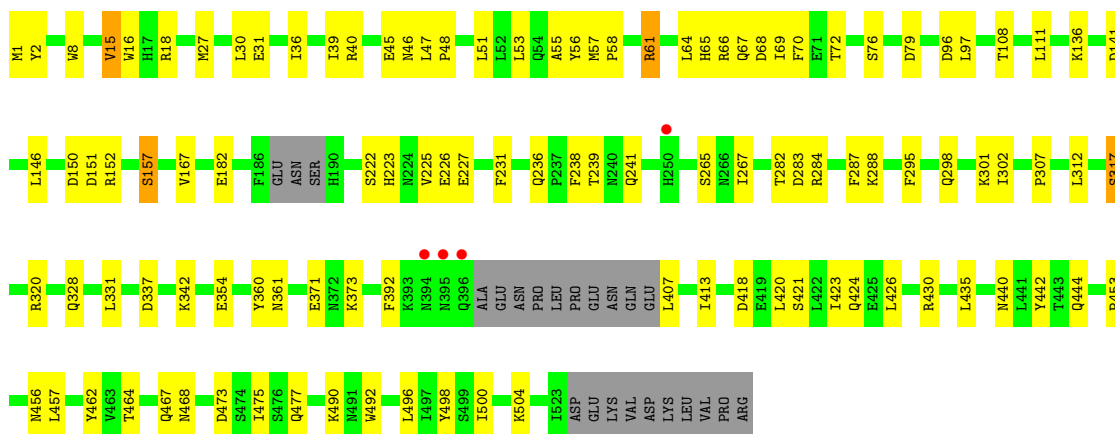 M1 Y2 W8 V15 W16 H17 R18 M27 L30 E31 I36 I39 R40 E45 N46 L47 P48 L51 L52 L53 Q54 A55 Y56 M57 P58 R61 L64 H65 R66 Q67 D68 I69 F70 E71 T72 S76 D79 D96 L97 T108 L111 K136
L146 D150 D151 R152 S157 V167 E182 F186 GLU ASN SER H190 S222 H223 N224 V225 E226 E227 F231 Q236 P237 F238 T239 N240 Q241 H250 S265 N266 I267 T282 D283 R284 F287 K288 F295 Q298 K301 I302 P307 L312 S317
R320 Q328 L331 D337 K342 E354 Y360 N361 E371 N372 K373 F392 K393 N394 N395 Q396 ALA GLU ASN PRO LEU PRO GLU ASN GLN GLU L407 I413 D418 E419 L420 S421 L422 I423 Q424 E425 L426 R430 L435 N440 L441 Y442 T443 Q444
N456 L457 Y462 V463 T464 Q467 N468 D473 S474 I475 S476 Q477 K490 N491 W492 L496 I497 Y498 S499 I500 K504 I523 ASP GLU LYS VAL ASP LYS LEU VAL PRO ARG